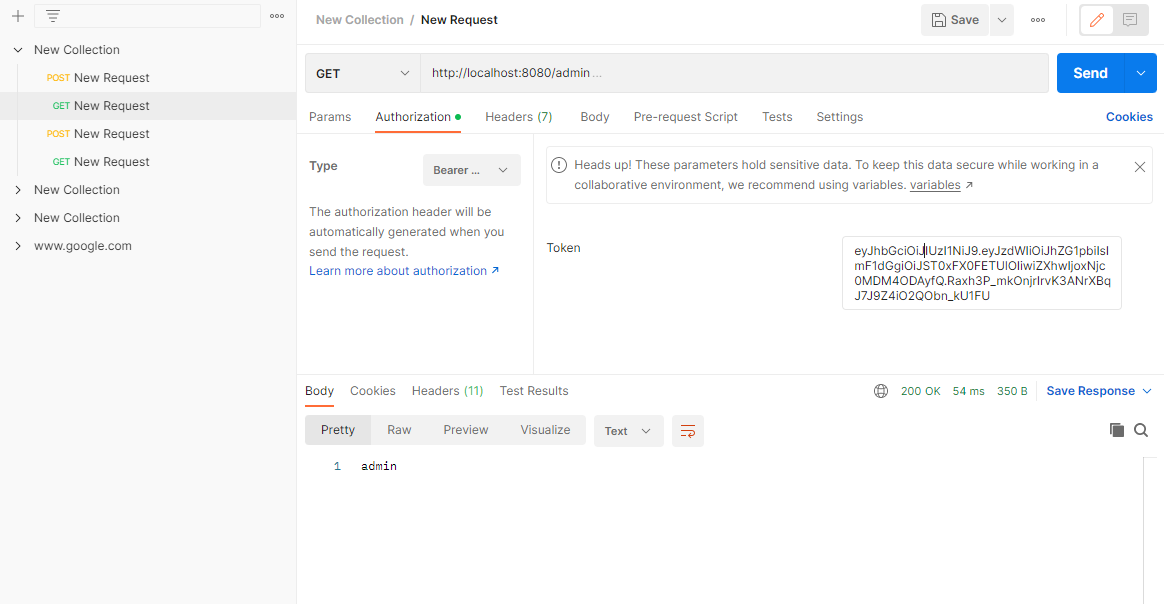 New Collection / New Request
Save
New Collection
POST New Request
GET New Request
POST New Request
GET New Request
New Collection
New Collection
www.google.com
GET
http://localhost:8080/admin ...
Send
Params Authorization Headers (7) Body Pre-request Script Tests Settings Cookies
Type
Bearer ...
The authorization header will be
automatically generated when you
send the request.
Learn more about authorization ↗
Heads up! These parameters hold sensitive data. To keep this data secure while working in a
collaborative environment, we recommend using variables. variables ↗
Token
eyJhbGciOiJIUzI1NiJ9.eyJzdWIiOiJhZG1pbiIsI
mF1dGgiOiJST0xFX0FETUlOIiwiZXhwIjoxNjc
0MDM4ODAyfQ.Raxh3P_mkOnjrIrvK3ANrXBq
J7J9Z4iO2QObn_kU1FU
Body Cookies Headers (11) Test Results
200 OK 54 ms 350 B Save Response
Pretty Raw Preview Visualize Text
1 admin